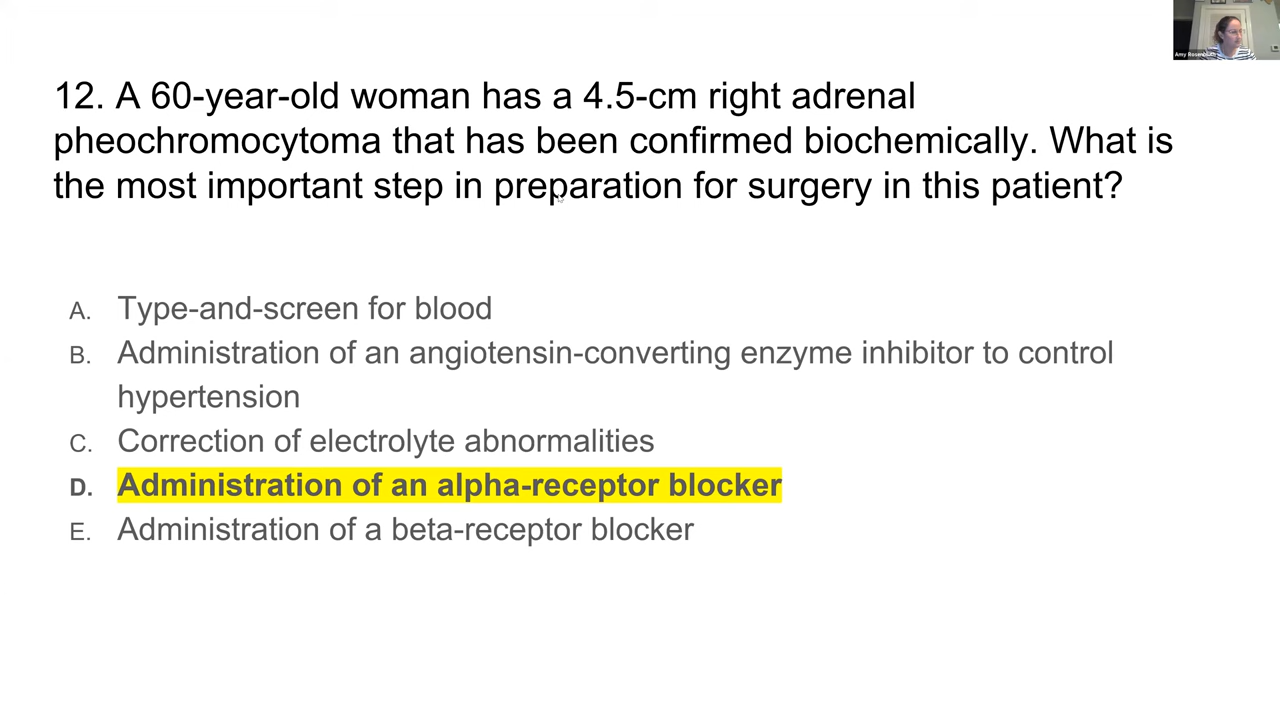 Amy Rosenbluth
12. A 60-year-old woman has a 4.5-cm right adrenal
pheochromocytoma that has been confirmed biochemically. What is
the most important step in preparation for surgery in this patient?
A. Type-and-screen for blood
B. Administration of an angiotensin-converting enzyme inhibitor to control
hypertension
C. Correction of electrolyte abnormalities
D. Administration of an alpha-receptor blocker
E. Administration of a beta-receptor blocker